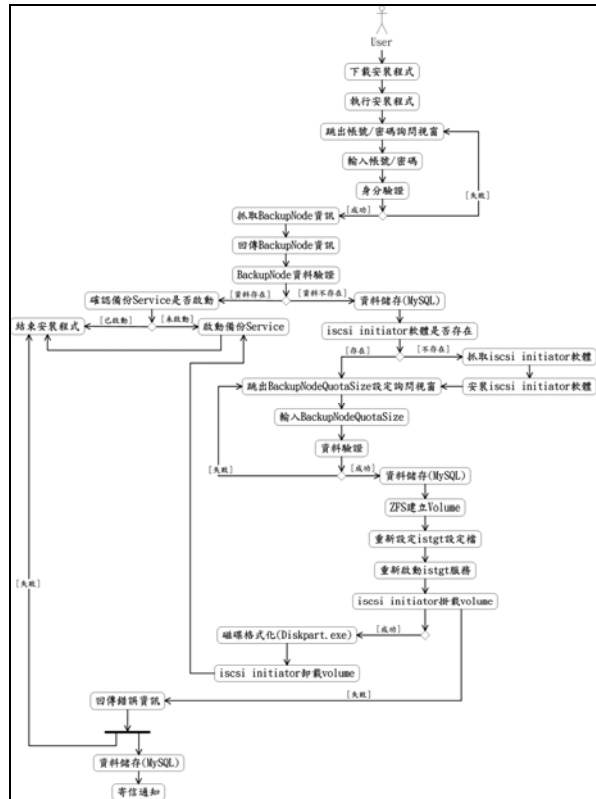 User
下載安裝程式
執行安裝程式
跳出帳號/密碼詢問視窗
輸入帳號/密碼
身分驗證
[失敗]
[成功]
抓取BackupNode資訊
回傳BackupNode資訊
BackupNode資料驗證
[資料存在]
[資料不存在]
確認備份Service是否啟動
資料儲存(MySQL)
[已啟動]
[未啟動]
結束安裝程式
啟動備份Service
iscsi initiator軟體是否存在
[存在]
[不存在]
抓取iscsi initiator軟體
跳出BackupNodeQuotaSize設定詢問視窗
安裝iscsi initiator軟體
輸入BackupNodeQuotaSize
資料驗證
[失敗]
[成功]
資料儲存(MySQL)
ZFS建立Volume
重新設定istgt設定檔
重新啟動istgt服務
[失敗]
iscsi initiator掛載volume
[成功]
磁碟格式化(Diskpart.exe)
iscsi initiator卸載volume
[失敗]
回傳錯誤資訊
資料儲存(MySQL)
寄信通知